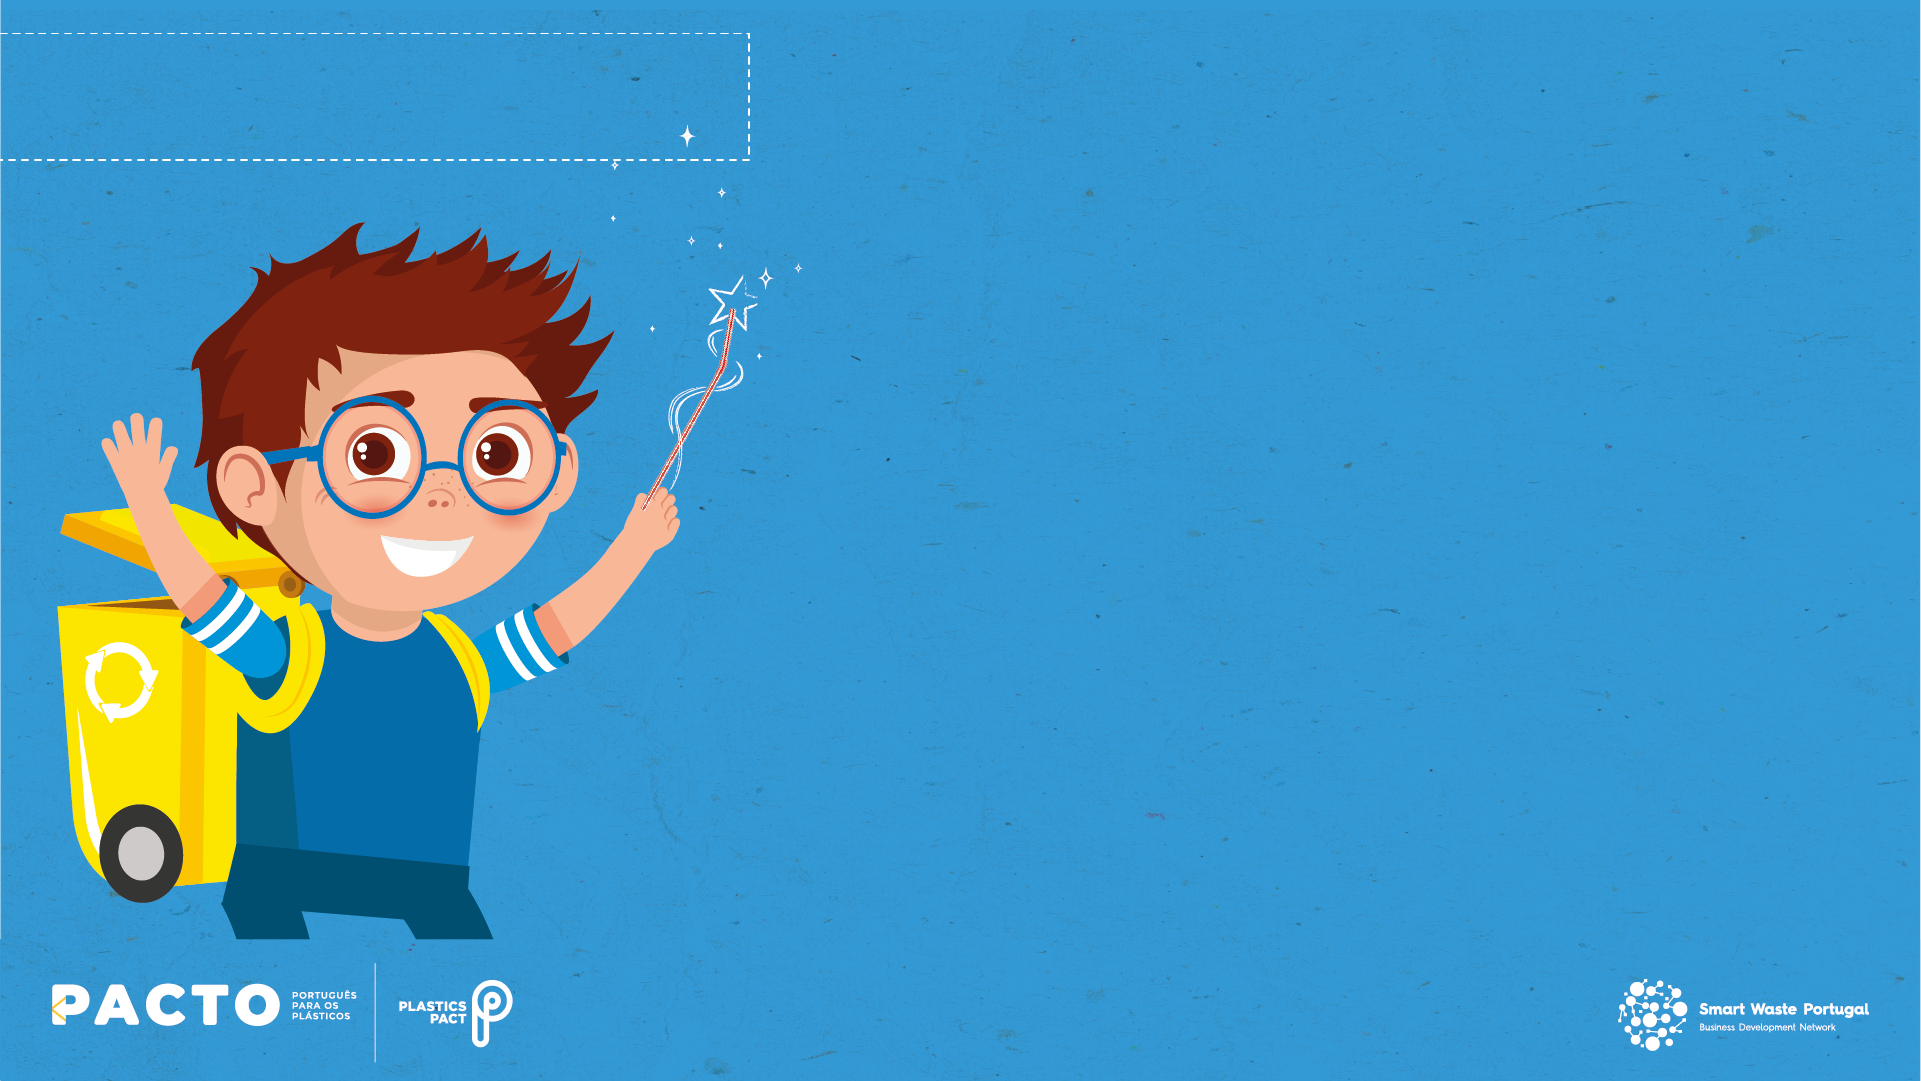 PACTO
PORTUGUÊS
PARA OS
PLÁSTICOS
PLASTICS
PACT
Smart Waste Portugal
Business Development Network